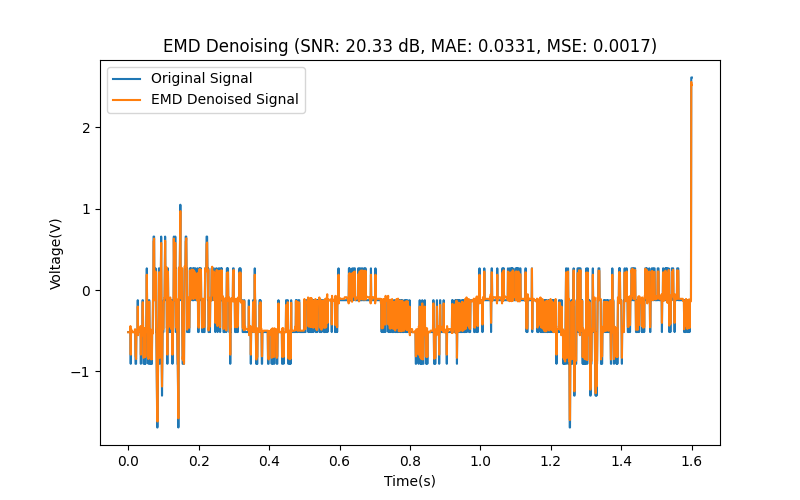 EMD Denoising (SNR: 20.33 dB, MAE: 0.0331, MSE: 0.0017)
Original Signal
EMD Denoised Signal
Voltage(V)
2
1
0
−1
0.0 0.2 0.4 0.6 0.8 1.0 1.2 1.4 1.6
Time(s)